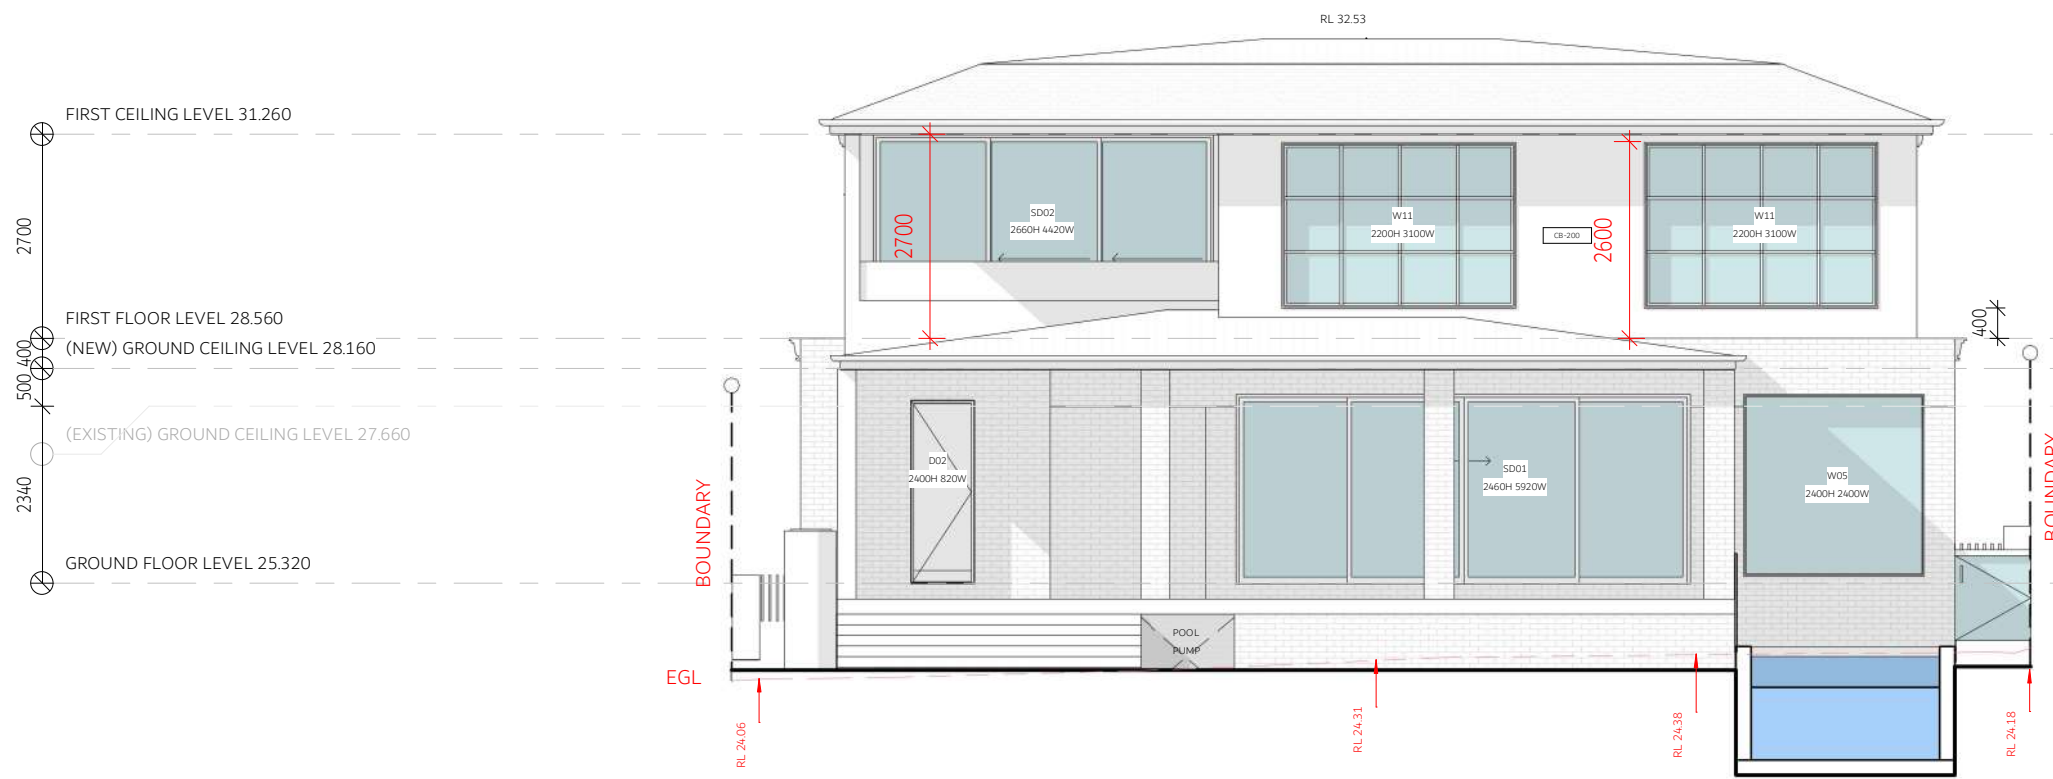 RL 32.53
FIRST CEILING LEVEL 31.260
2700
FIRST FLOOR LEVEL 28.560
400
(NEW) GROUND CEILING LEVEL 28.160
500
(EXISTING) GROUND CEILING LEVEL 27.660
2340
GROUND FLOOR LEVEL 25.320
2700
SD02
2660H 4420W
W11
2200H 3100W
CB-200
2600
W11
2200H 3100W
400
BOUNDARY
D02
2400H 820W
SD01
2460H 5920W
W05
2400H 2400W
BOUNDARY
POOL
PUMP
EGL
RL 24.06
RL 24.31
RL 24.38
RL 24.18